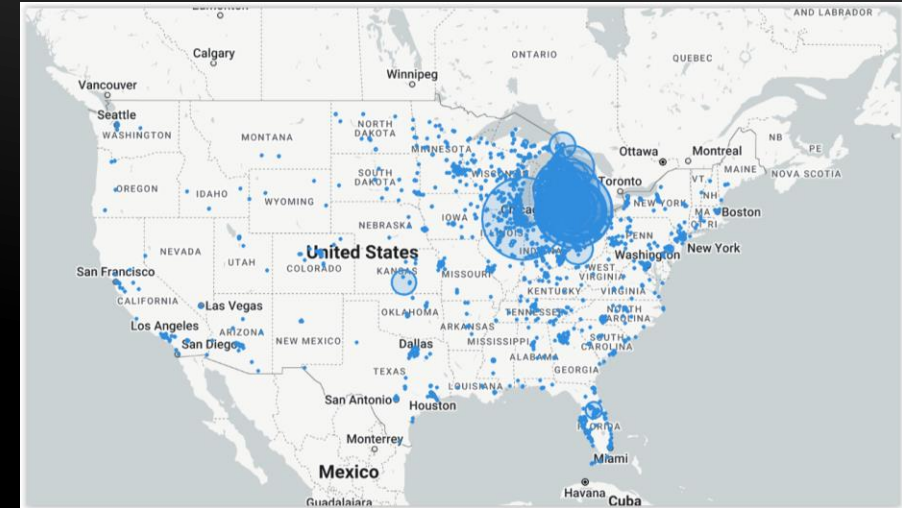 AND LABRADOR
Calgary
ONTARIO
QUEBEC
Winnipeg
Vancouver
Seattle
WASHINGTON
NORTH
DAKOTA
MONTANA
MINNESOTA
Ottawa
Montreal
NB
PE
MAINE
NOVA SCOTIA
Toronto
VT
NH
OREGON
IDAHO
SOUTH
DAKOTA
WYOMING
NEW YORK
MA
Boston
RI
IOWA
NEBRASKA
PENN
New York
NEVADA
UTAH
United States
COLORADO
KANSAS
MISSOURI
Washington
WEST
VIRGINIA
San Francisco
CALIFORNIA
KENTUCKY
VIRGINIA
Las Vegas
OKLAHOMA
TENNESSEE
NORTH
CAROLINA
Los Angeles
ARIZONA
San Diego
NEW MEXICO
ARKANSAS
Dallas
MISSISSIPPI
SOUTH
CAROLINA
ALABAMA
GEORGIA
TEXAS
LOUISIANA
San Antonio
Houston
FLORIDA
Monterrey
Miami
Mexico
Havana
Cuba
Guadalajara